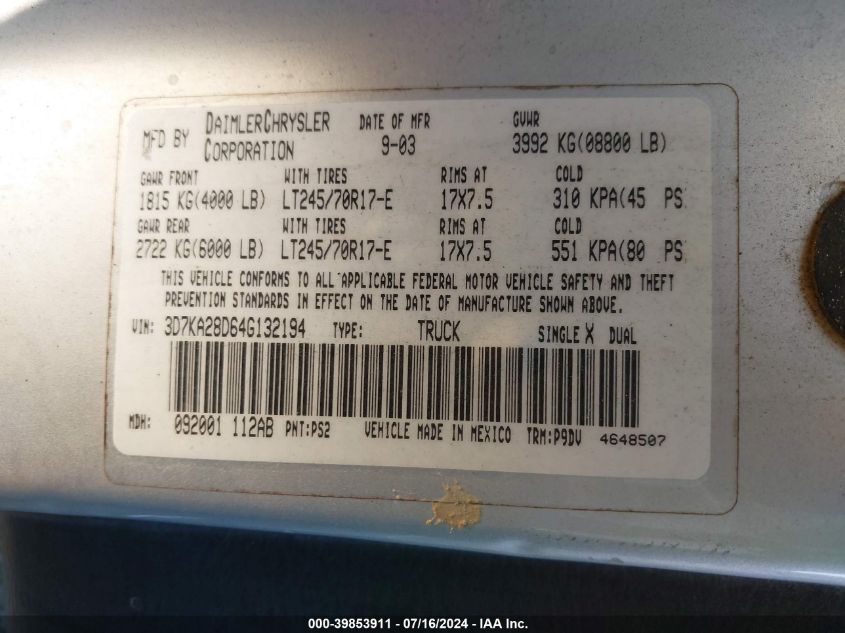 MFD BY DAIMLERCHRYSLER CORPORATION DATE OF MFR 9-03 GVWR 3992 KG(08800 LB)
GAWR FRONT WITH TIRES RIMS AT COLD
1815 KG(4000 LB) LT245/70R17-E 17X7.5 310 KPA(45 PS
GAWR REAR WITH TIRES RIMS AT COLD
2722 KG(6000 LB) LT245/70R17-E 17X7.5 551 KPA(80 PS
THIS VEHICLE CONFORMS TO ALL APPLICABLE FEDERAL MOTOR VEHICLE SAFETY AND THEFT
PREVENTION STANDARDS IN EFFECT ON THE DATE OF MANUFACTURE SHOWN ABOVE.
VIN: 3D7KA28D64G132194 TYPE: TRUCK SINGLE X DUAL
MDH: 092001 112AB PNT:PS2 VEHICLE MADE IN MEXICO TRM:P9DV 4648507
000-39853911 - 07/16/2024 - IAA Inc.